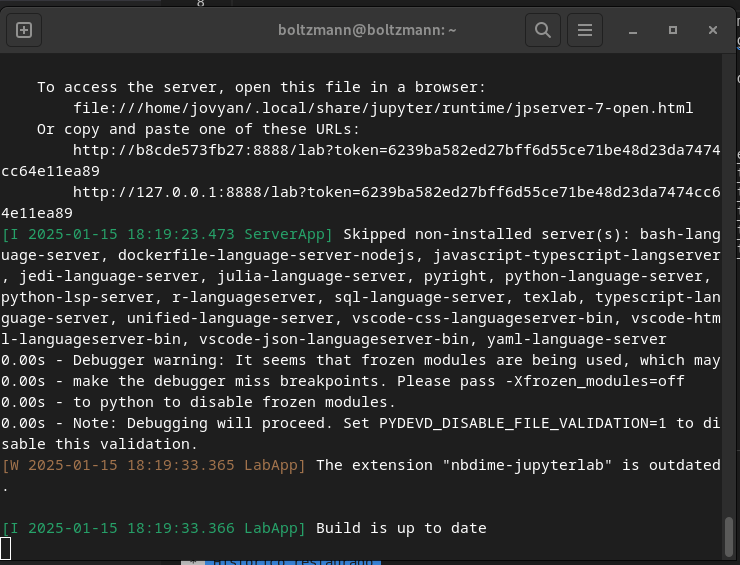 8
boltzmann@boltzmann: ~
To access the server, open this file in a browser:
file:///home/jovyan/.local/share/jupyter/runtime/jpserver-7-open.html
Or copy and paste one of these URLs:
http://b8cde573fb27:8888/lab?token=6239ba582ed27bff6d55ce71be48d23da7474
cc64e11ea89
http://127.0.0.1:8888/lab?token=6239ba582ed27bff6d55ce71be48d23da7474cc6
4e11ea89
[I 2025-01-15 18:19:23.473 ServerApp] Skipped non-installed server(s): bash-lang
uage-server, dockerfile-language-server-nodejs, javascript-typescript-langserver
, jedi-language-server, julia-language-server, pyright, python-language-server,
python-lsp-server, r-languageserver, sql-language-server, texlab, typescript-lan
guage-server, unified-language-server, vscode-css-languageserver-bin, vscode-htm
l-languageserver-bin, vscode-json-languageserver-bin, yaml-language-server
0.00s - Debugger warning: It seems that frozen modules are being used, which may
0.00s - make the debugger miss breakpoints. Please pass -Xfrozen_modules=off
0.00s - to python to disable frozen modules.
0.00s - Note: Debugging will proceed. Set PYDEVD_DISABLE_FILE_VALIDATION=1 to di
sable this validation.
[W 2025-01-15 18:19:33.365 LabApp] The extension "nbdime-jupyterlab" is outdated
.
[I 2025-01-15 18:19:33.366 LabApp] Build is up to date